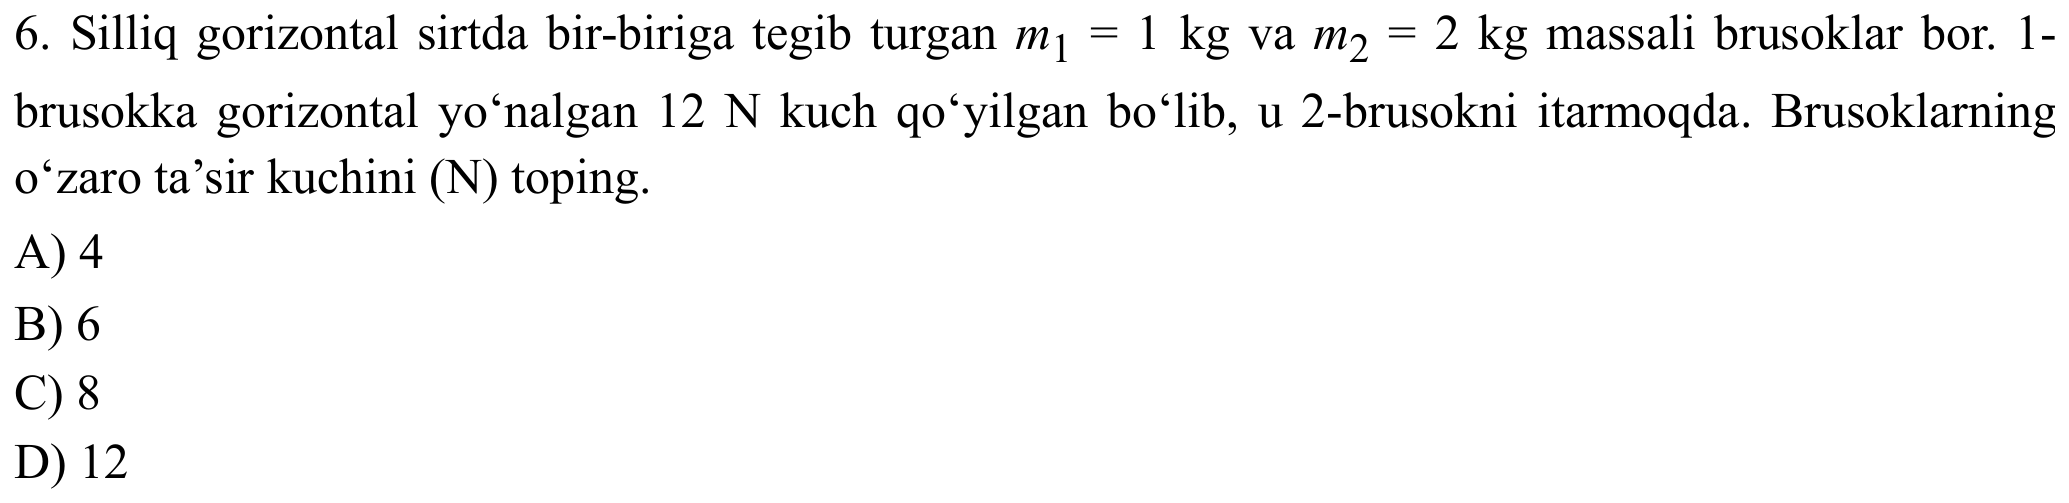 6. Silliq gorizontal sirtda bir-biriga tegib turgan m₁ = 1 kg va m₂ = 2 kg massali brusoklar bor. 1-
brusokka gorizontal yo‘nalgan 12 N kuch qo‘yilgan bo‘lib, u 2-brusokni itarmoqda. Brusoklarning
o‘zaro ta’sir kuchini (N) toping.
A) 4
B) 6
C) 8
D) 12